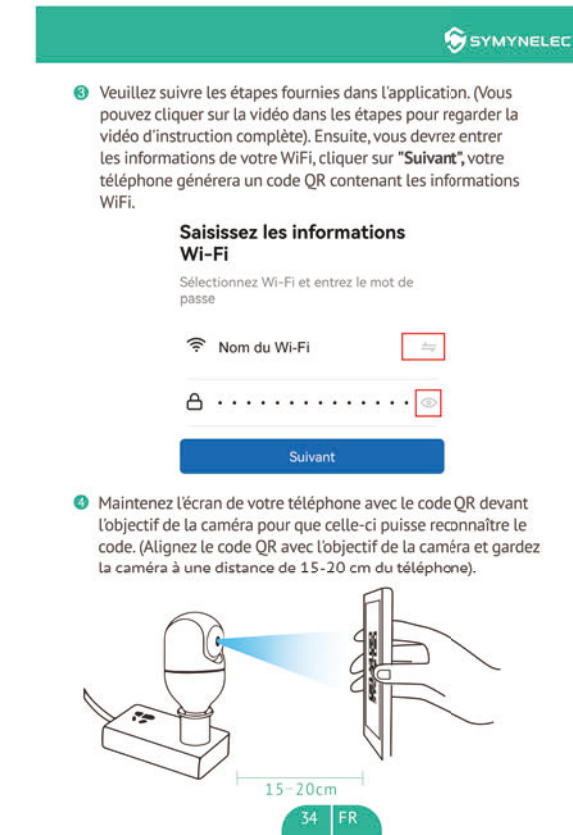 SYMYNELEC
3 Veuillez suivre les étapes fournies dans l'application. (Vous
pouvez cliquer sur la vidéo dans les étapes pour regarder la
vidéo d'instruction complète). Ensuite, vous devrez entrer
les informations de votre WiFi, cliquer sur "Suivant", votre
téléphone générera un code QR contenant les informations
WiFi.
Saisissez les informations
Wi-Fi
Sélectionnez Wi-Fi et entrez le mot de
passe
Nom du Wi-Fi
Suivant
4 Maintenez l'écran de votre téléphone avec le code QR devant
l'objectif de la caméra pour que celle-ci puisse reconnaître le
code. (Alignez le code QR avec l'objectif de la caméra et gardez
la caméra à une distance de 15-20 cm du téléphone).
15-20cm
34 FR